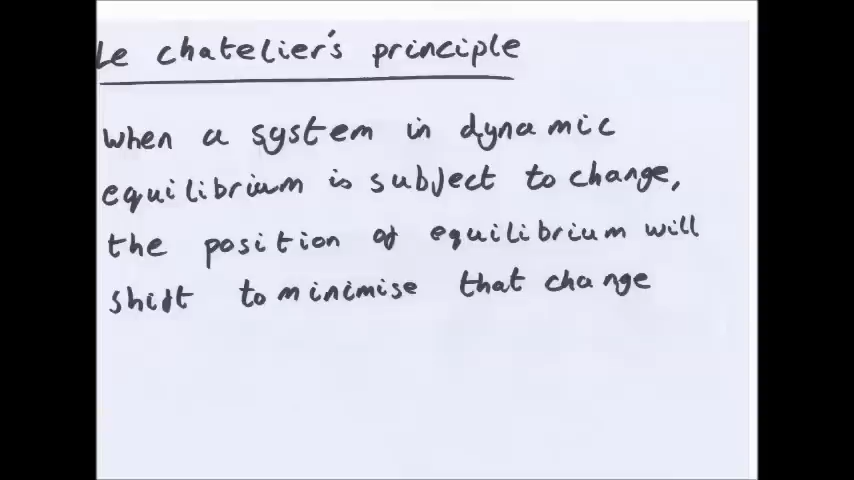 Le chatelier's principle
When a system in dynamic
equilibrium is subject to change,
the position of equilibrium will
shift to minimise that change